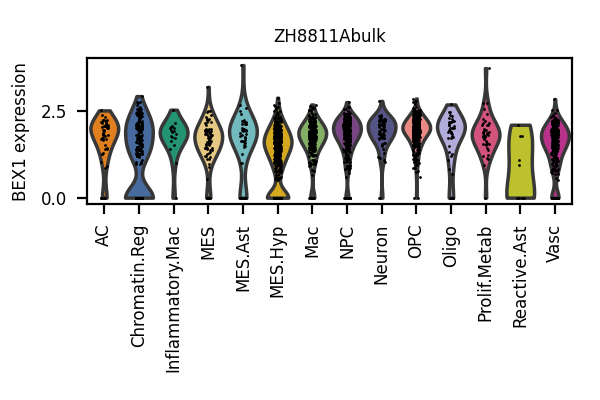 ZH8811Abulk
BEX1 expression
2.5
0.0
AC
Chromatin.Reg
Inflammatory.Mac
MES
MES.Ast
MES.Hyp
Mac
NPC
Neuron
OPC
Oligo
Prolif.Metab
Reactive.Ast
Vasc